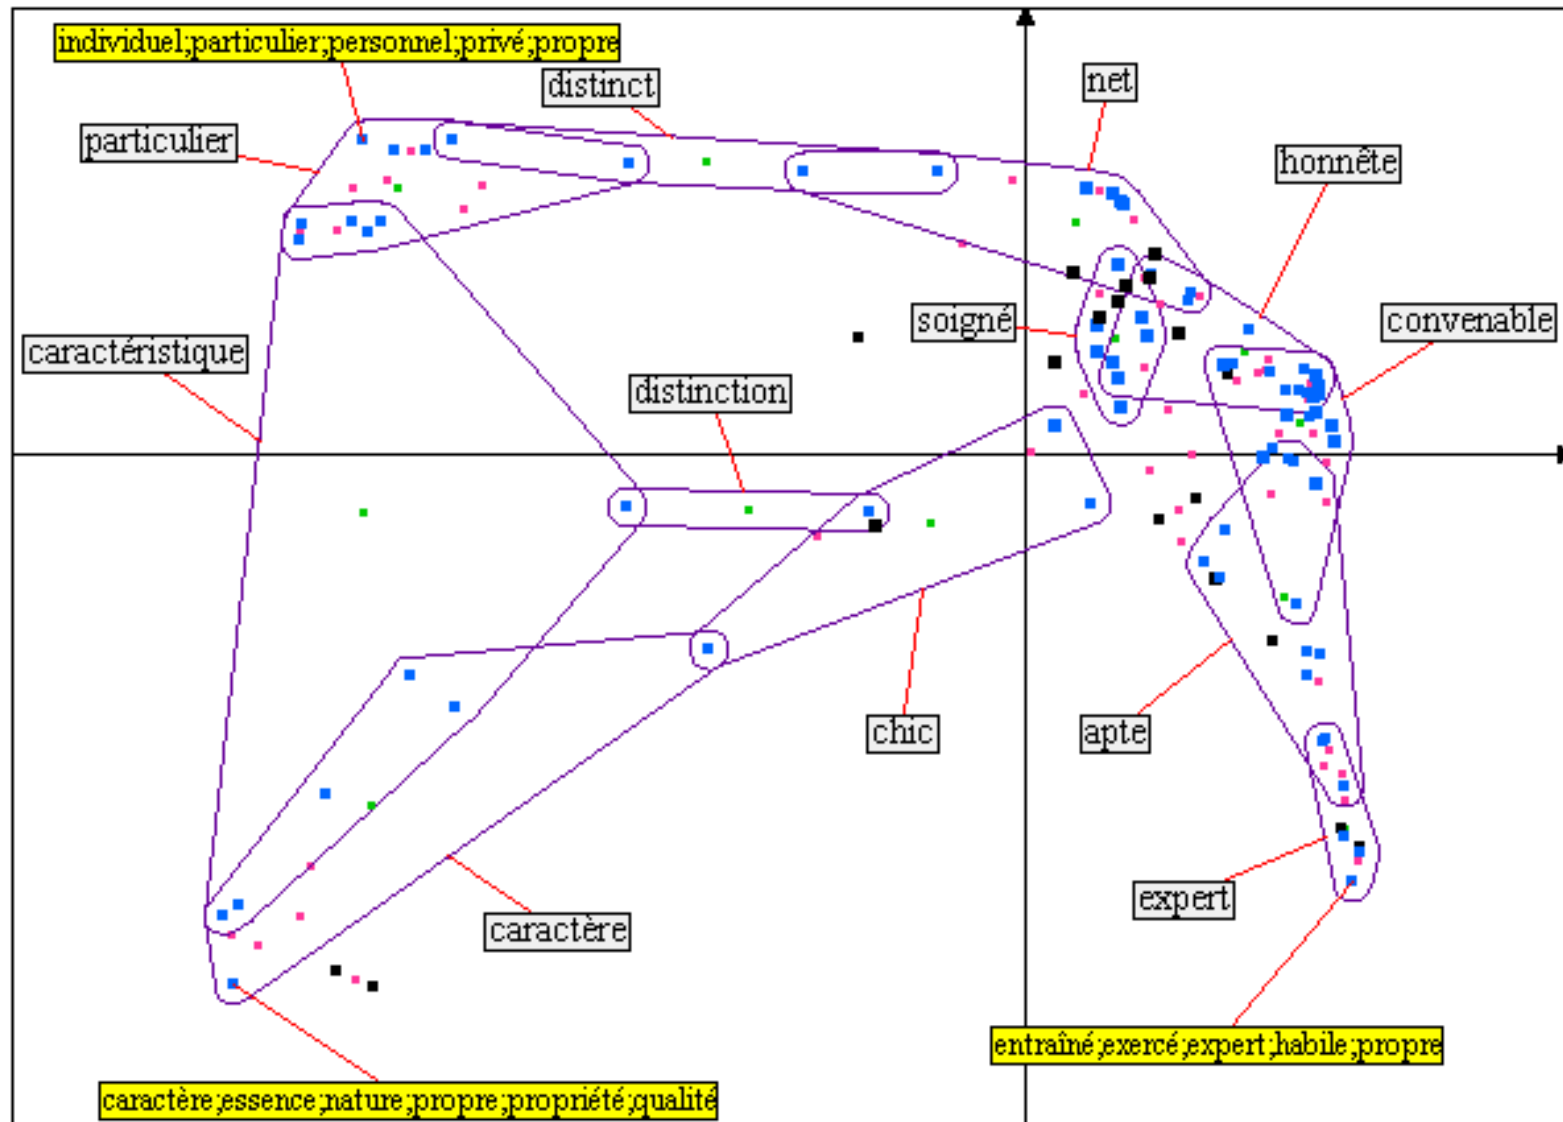 individuel;particulier;personnel;privé;propre
distinct
net
particulier
honnête
soigné
convenable
caractéristique
distinction
chic
apte
expert
caractère
entraîné;exercé;expert;habile;propre
caractère;essence;nature;propre;propriété;qualité